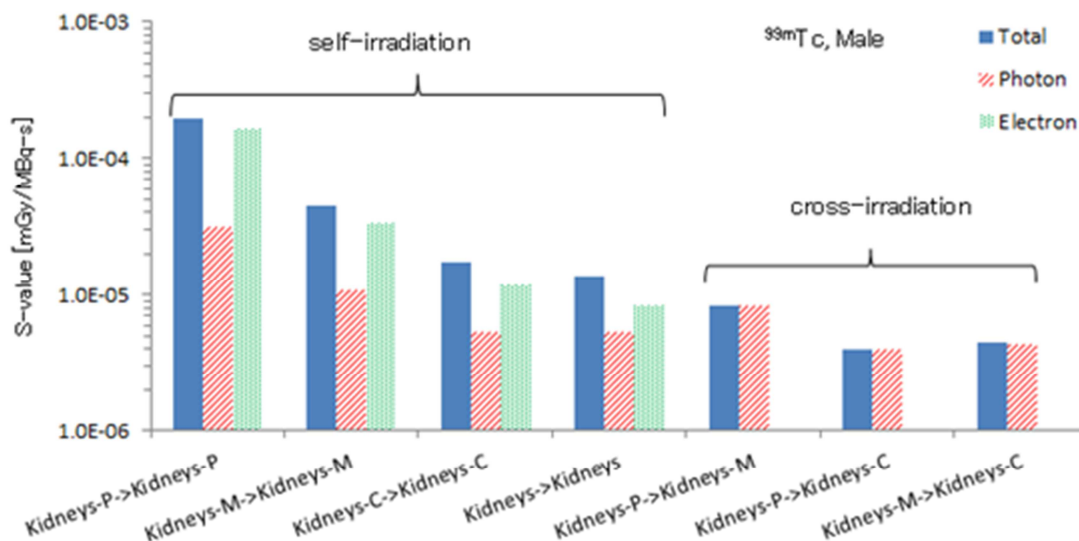 1.0E-03
self-irradiation
⁹⁹ᵐTc, Male
Total
Photon
Electron
1.0E-04
cross-irradiation
S-value [mGy/MBq-s]
1.0E-05
1.0E-06
Kidneys-P->Kidneys-P
Kidneys-M->Kidneys-M
Kidneys-C->Kidneys-C
Kidneys->Kidneys
Kidneys-P->Kidneys-M
Kidneys-P->Kidneys-C
Kidneys-M->Kidneys-C